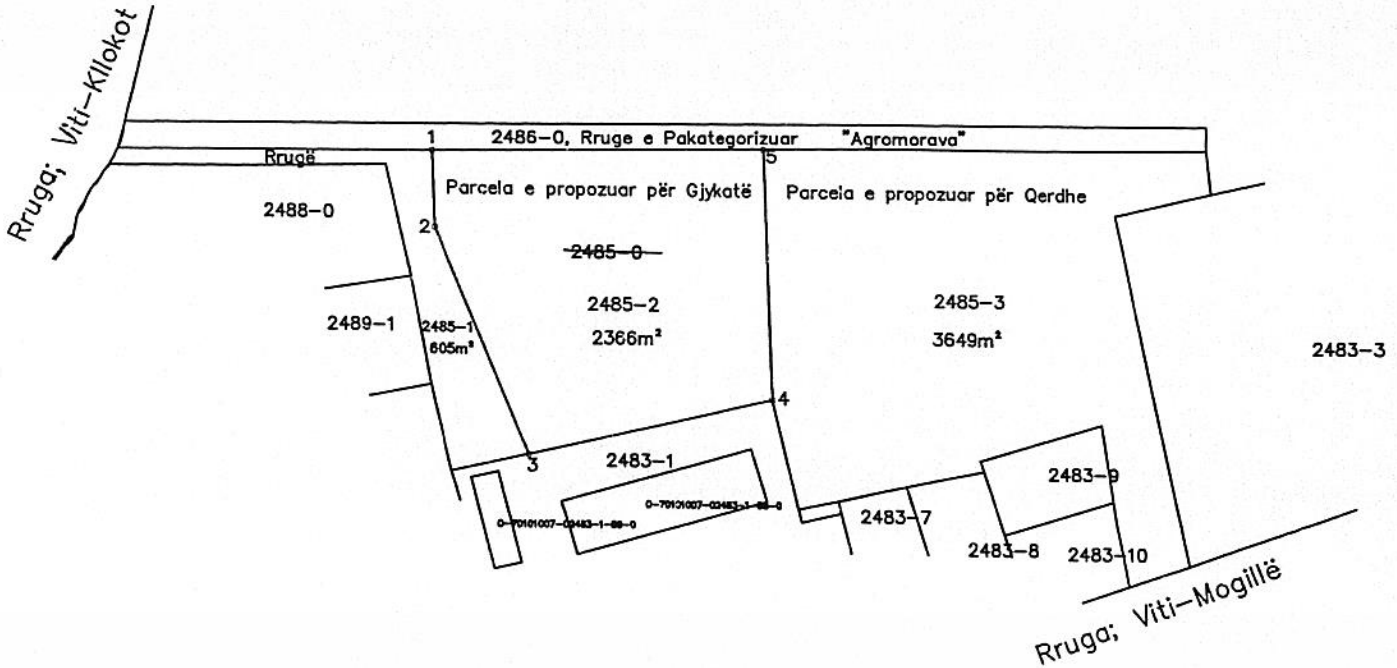 Rruga; Viti-Kllokot
1
2486-0, Rruge e Pakategorizuar "Agromorava"
5
Rrugë
Parcela e propozuar për Gjykatë
Parcela e propozuar për Qerdhe
2488-0
2
2485-0
2485-2
2366m²
2485-3
3649m²
2489-1
2485-1
605m²
2483-3
4
3
2483-1
2483-9
2483-7
2483-8
2483-10
Rruga; Viti-Mogillë